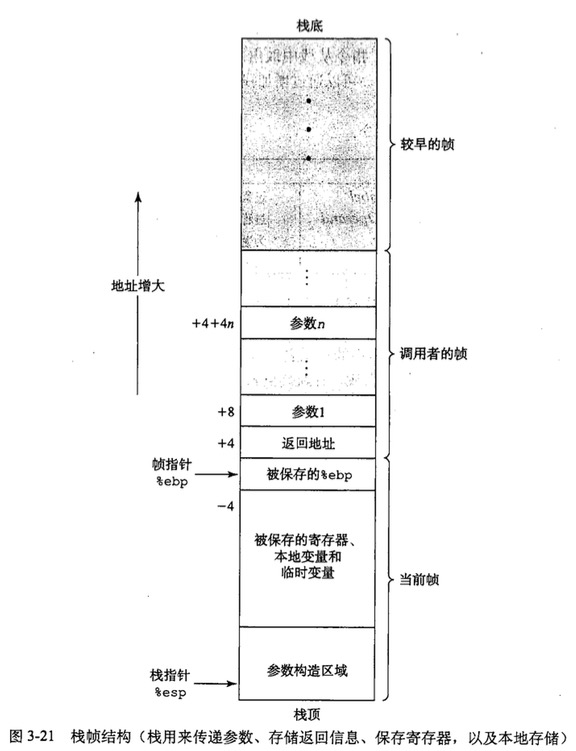 栈底
较早的帧
地址增大
+4+4n
参数n
调用者的帧
+8
参数1
+4
返回地址
帧指针
%ebp
被保存的%ebp
-4
被保存的寄存器、
本地变量和
临时变量
当前帧
栈指针
%esp
参数构造区域
栈顶
图 3-21 栈帧结构（栈用来传递参数、存储返回信息、保存寄存器，以及本地存储）